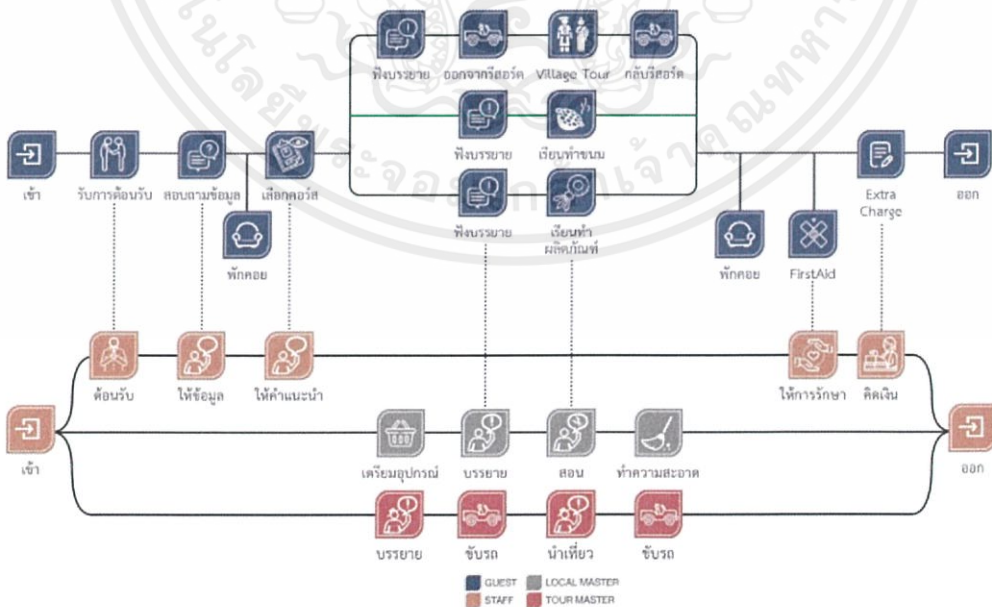 ฟังบรรยาย ออกจากรีสอร์ต Village Tour กลับรีสอร์ต
ฟังบรรยาย เรียนทำขนม
เข้า รับการต้อนรับ สอบถามข้อมูล เลือกคอร์ส Extra
Charge ออก
ฟังบรรยาย เรียนทำ
ผลิตภัณฑ์
พักคอย พักคอย FirstAid
ต้อนรับ ให้ข้อมูล ให้คำแนะนำ ให้การรักษา คิดเงิน
เข้า เตรียมอุปกรณ์ บรรยาย สอน ทำความสะอาด ออก
บรรยาย ขับรถ นำเที่ยว ขับรถ
GUEST LOCAL MASTER
STAFF TOUR MASTER